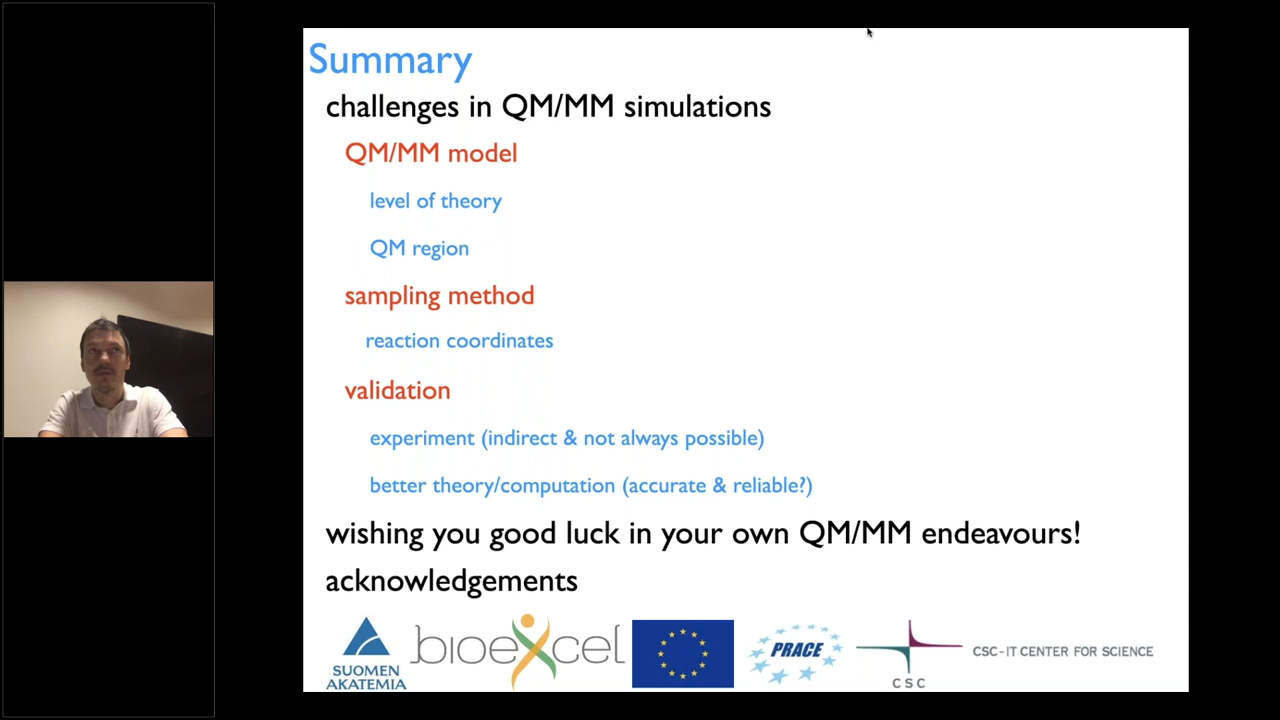 Summary
challenges in QM/MM simulations
QM/MM model
level of theory
QM region
sampling method
reaction coordinates
validation
experiment (indirect & not always possible)
better theory/computation (accurate & reliable?)
wishing you good luck in your own QM/MM endeavours!
acknowledgements
SUOMEN
AKATEMIA
bioexcel
PRACE
CSC
CSC-IT CENTER FOR SCIENCE